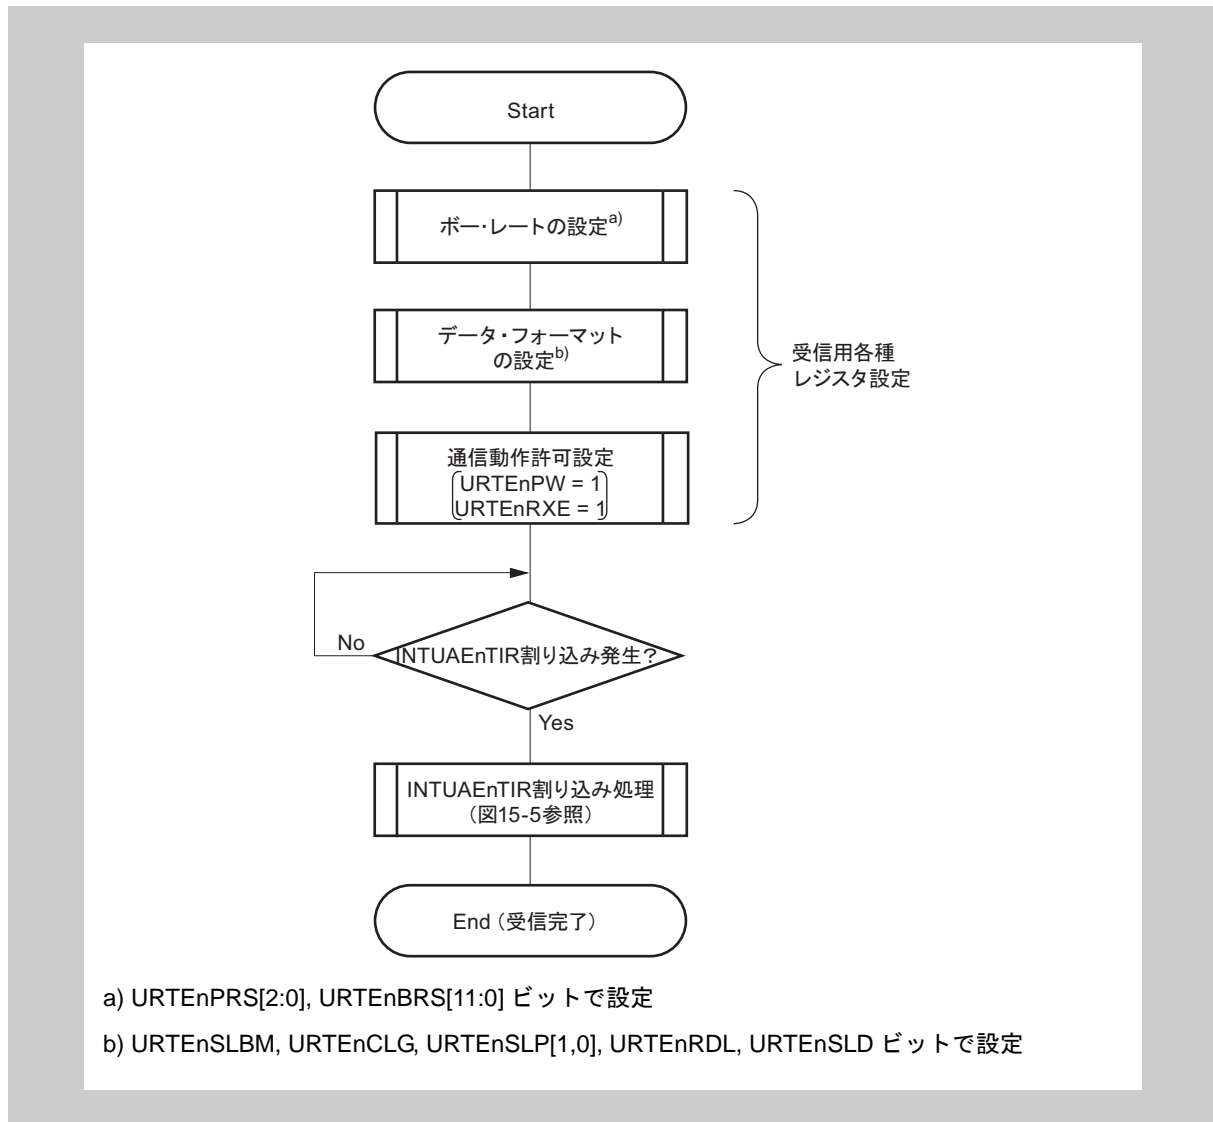 Start
ボー・レートの設定a)
データ・フォーマット
の設定b)
受信用各種
レジスタ設定
通信動作許可設定
URTEnPW = 1
URTEnRXE = 1
No
INTUAEnTIR割り込み発生？
Yes
INTUAEnTIR割り込み処理
（図15-5参照）
End（受信完了）
a) URTEnPRS[2:0], URTEnBRS[11:0] ビットで設定
b) URTEnSLBM, URTEnCLG, URTEnSLP[1,0], URTEnRDL, URTEnSLD ビットで設定